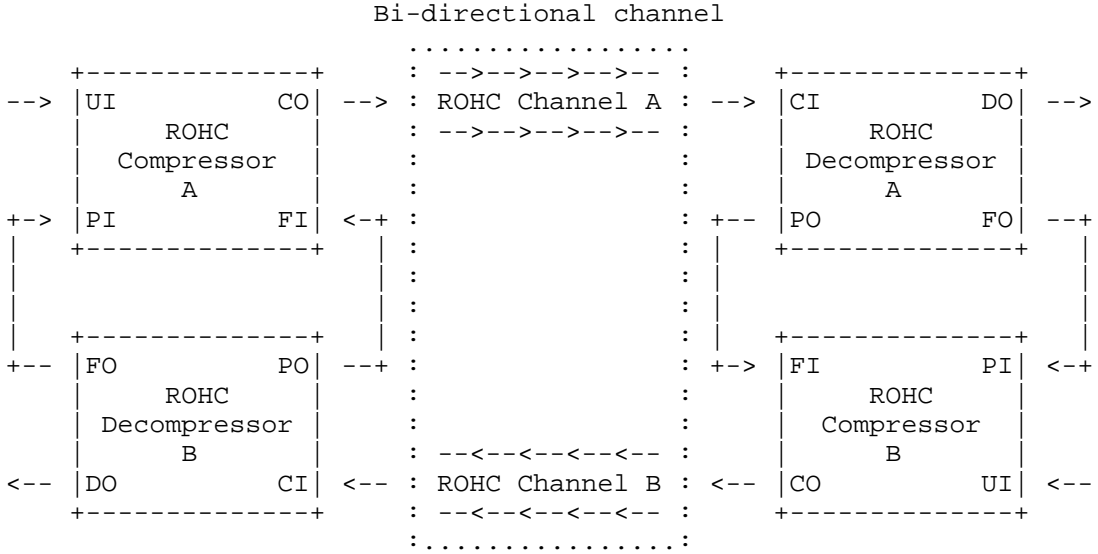 Bi-directional channel
.................
+--------------+ : -->-->-->-->-- : +--------------+
--> |UI CO| --> : ROHC Channel A : --> |CI DO| -->
| ROHC | : -->-->-->-->-- : | ROHC |
| Compressor | : : | Decompressor |
| A | : : | A |
+-> |PI FI| <-+ : : +-- |PO FO| --+
| +--------------+ | : : | +--------------+ |
| | : : | |
| | : : | |
| +--------------+ | : : | +--------------+ |
+-- |FO PO| --+ : : +-> |FI PI| <-+
| ROHC | : : | ROHC |
| Decompressor | : : | Compressor |
| B | : --<--<--<--<-- : | B |
<-- |DO CI| <-- : ROHC Channel B : <-- |CO UI| <--
+--------------+ : --<--<--<--<-- : +--------------+
:................: